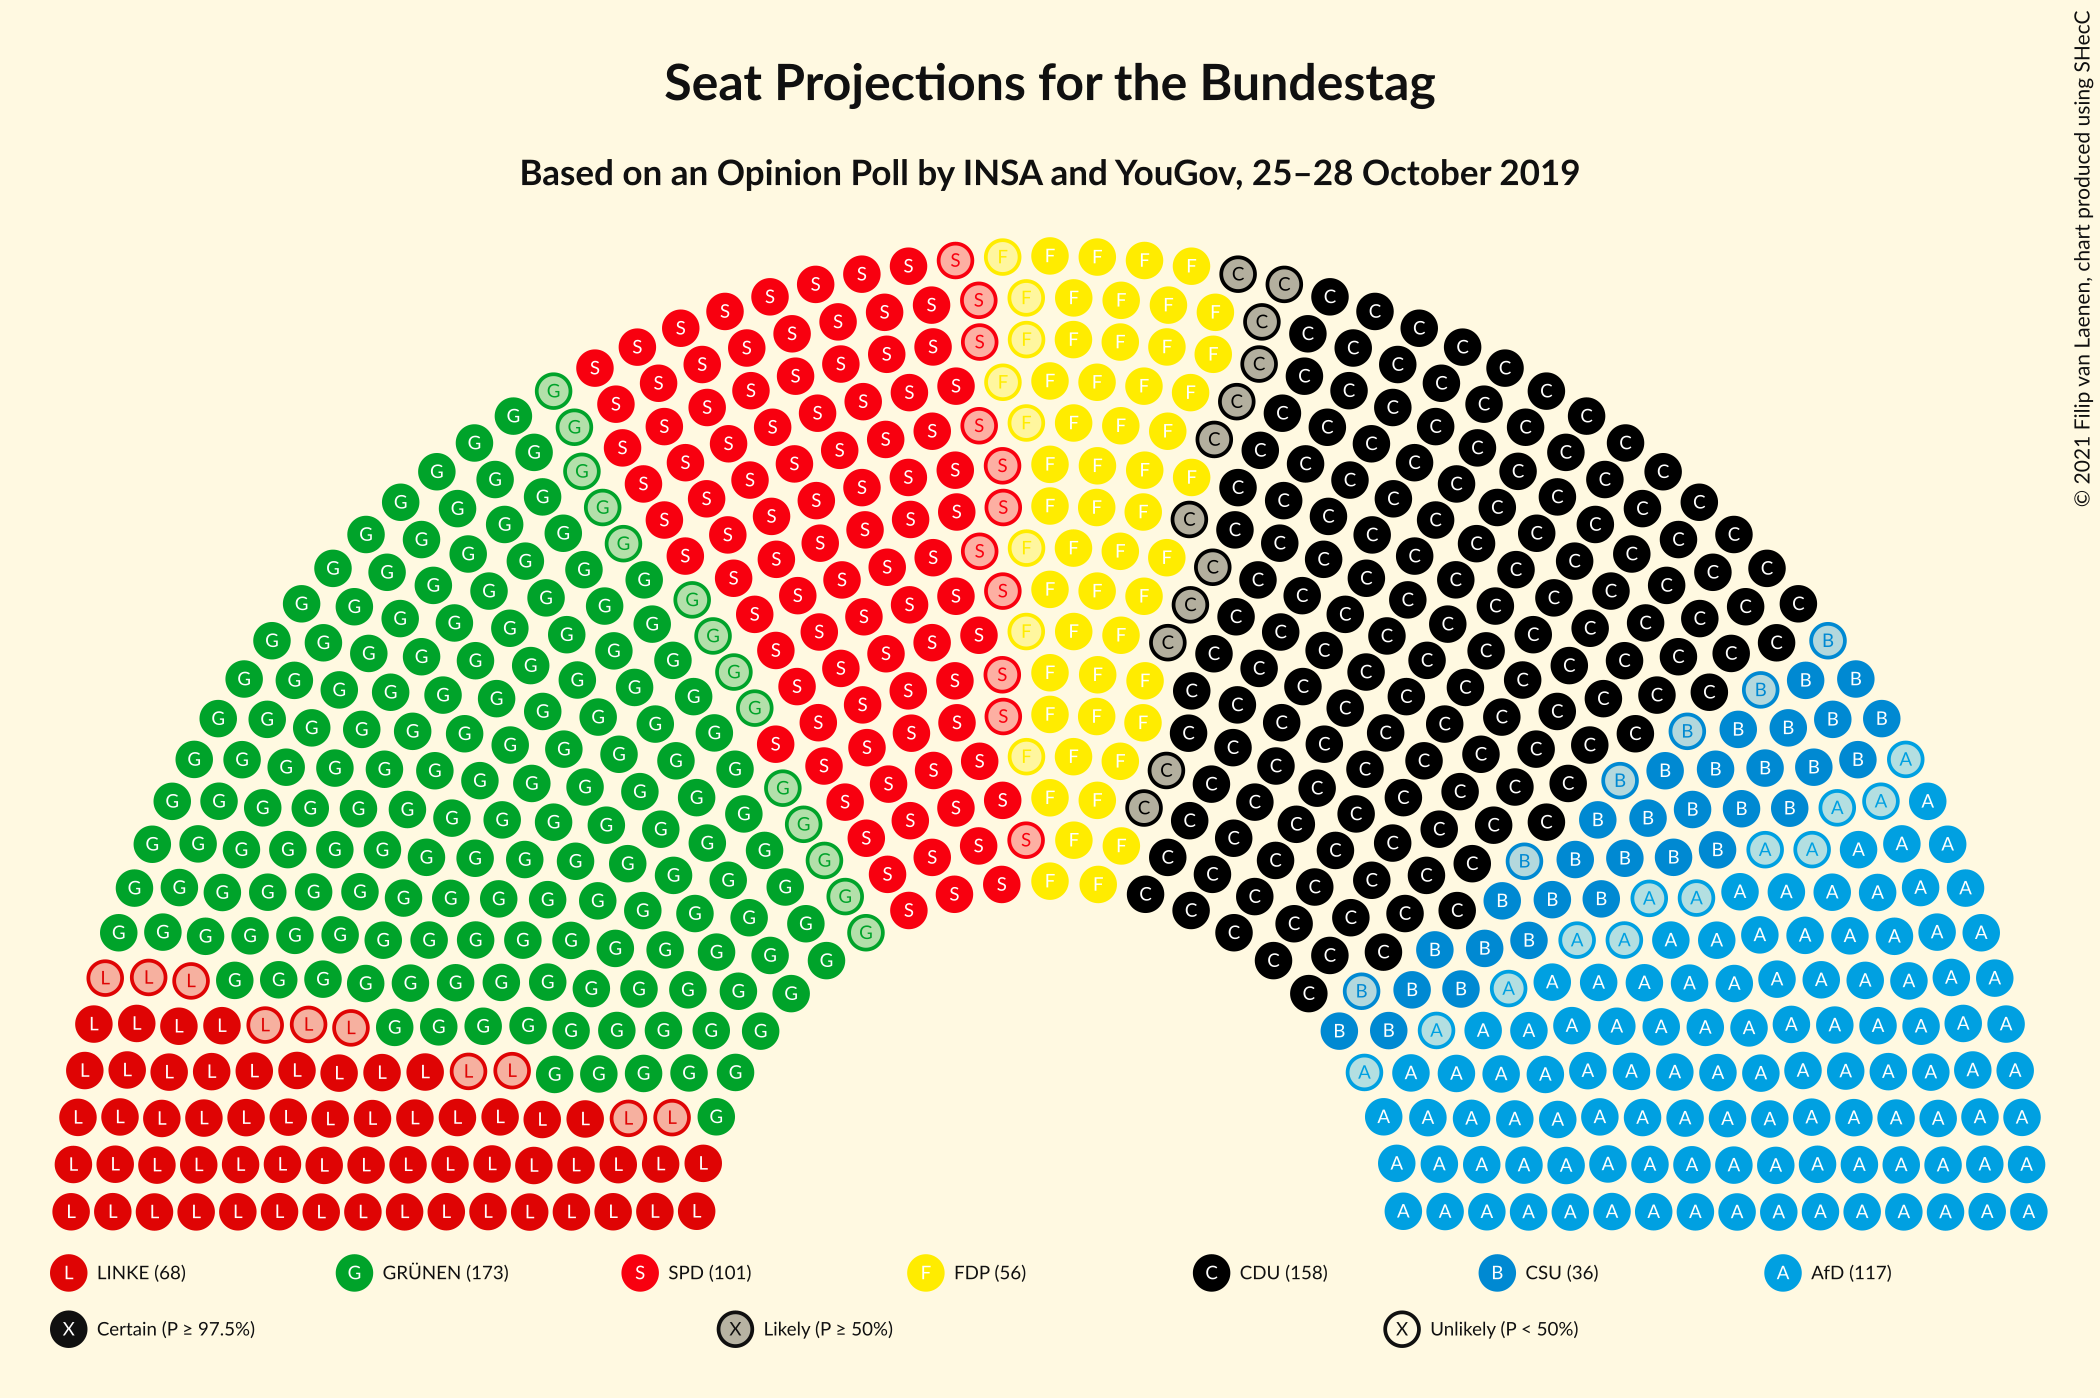 Seat Projections for the Bundestag
Based on an Opinion Poll by INSA and YouGov, 25–28 October 2019
© 2021 Filip van Laenen, chart produced using SHecC
L LINKE (68)
G GRÜNEN (173)
S SPD (101)
F FDP (56)
C CDU (158)
B CSU (36)
A AfD (117)
X Certain (P ≥ 97.5%)
X Likely (P ≥ 50%)
X Unlikely (P < 50%)